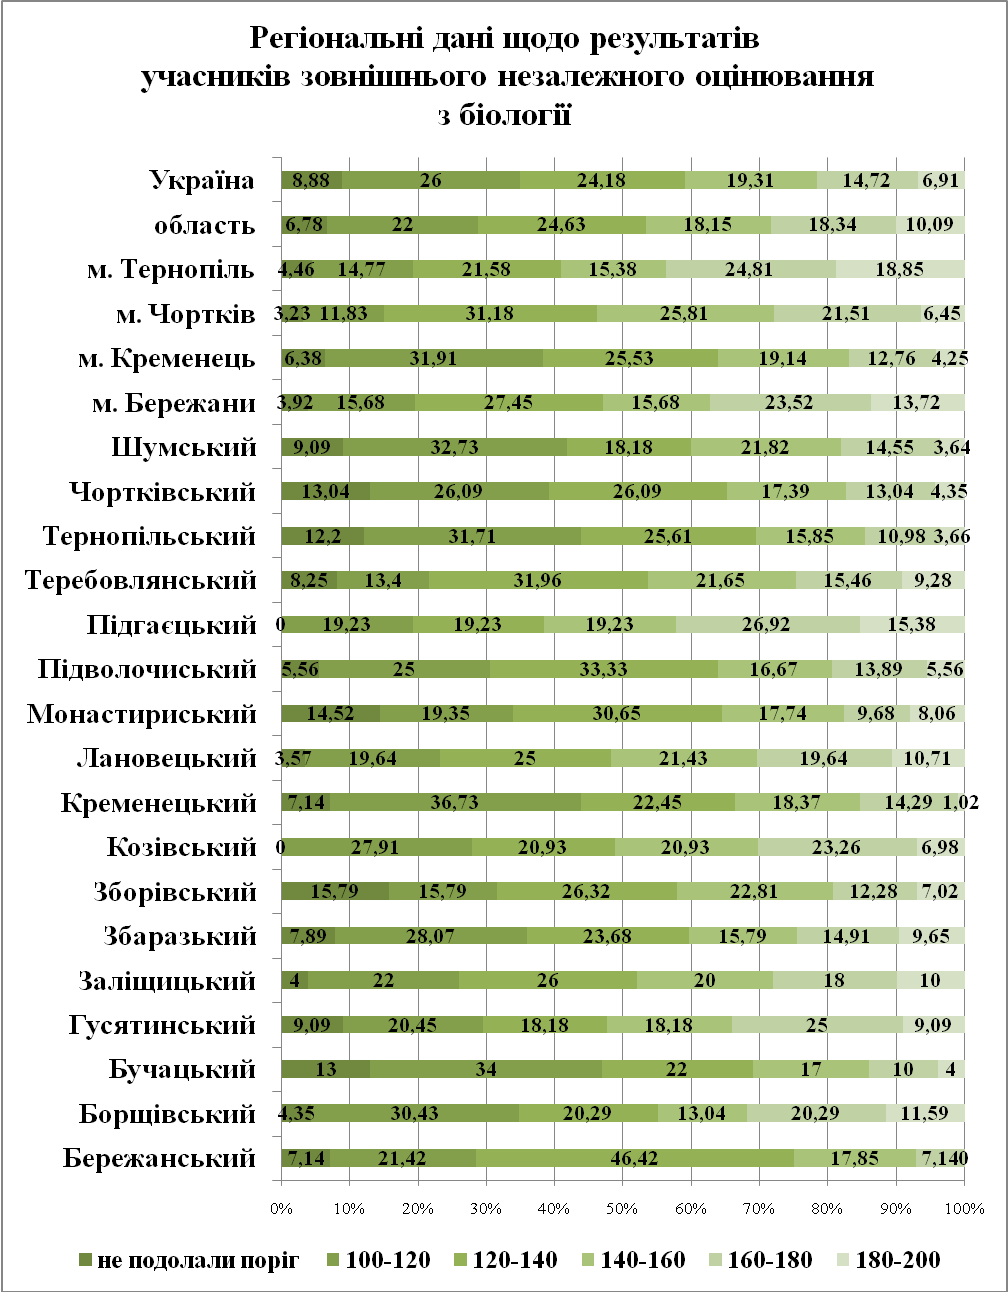 Регіональні дані щодо результатів
учасників зовнішнього незалежного оцінювання
з біології
Україна 8,88 26 24,18 19,31 14,72 6,91
область 6,78 22 24,63 18,15 18,34 10,09
м. Тернопіль 4,46 14,77 21,58 15,38 24,81 18,85
м. Чортків 3,23 11,83 31,18 25,81 21,51 6,45
м. Кременець 6,38 31,91 25,53 19,14 12,76 4,25
м. Бережани 3,92 15,68 27,45 15,68 23,52 13,72
Шумський 9,09 32,73 18,18 21,82 14,55 3,64
Чортківський 13,04 26,09 26,09 17,39 13,04 4,35
Тернопільський 12,2 31,71 25,61 15,85 10,98 3,66
Теребовлянський 8,25 13,4 31,96 21,65 15,46 9,28
Підгаєцький 0 19,23 19,23 19,23 26,92 15,38
Підволочиський 5,56 25 33,33 16,67 13,89 5,56
Монастириський 14,52 19,35 30,65 17,74 9,68 8,06
Лановецький 3,57 19,64 25 21,43 19,64 10,71
Кременецький 7,14 36,73 22,45 18,37 14,29 1,02
Козівський 0 27,91 20,93 20,93 23,26 6,98
Зборівський 15,79 15,79 26,32 22,81 12,28 7,02
Збаразький 7,89 28,07 23,68 15,79 14,91 9,65
Заліщицький 4 22 26 20 18 10
Гусятинський 9,09 20,45 18,18 18,18 25 9,09
Бучацький 13 34 22 17 10 4
Борщівський 4,35 30,43 20,29 13,04 20,29 11,59
Бережанський 7,14 21,42 46,42 17,85 7,14 0
0% 10% 20% 30% 40% 50% 60% 70% 80% 90% 100%
не подолали поріг 100-120 120-140 140-160 160-180 180-200